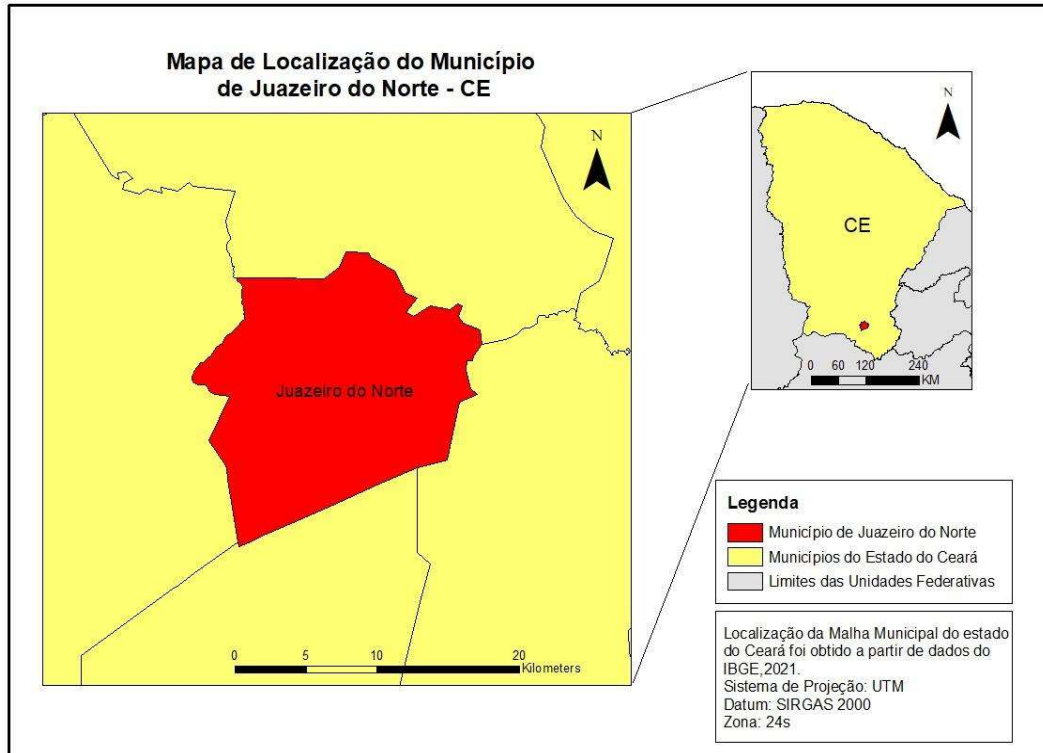 Mapa de Localização do Município
de Juazeiro do Norte - CE
N
Juazeiro do Norte
0 5 10 20
Kilometers
N
CE
0 60 120 240
KM
Legenda
Município de Juazeiro do Norte
Municípios do Estado do Ceará
Limites das Unidades Federativas
Localização da Malha Municipal do estado
do Ceará foi obtido a partir de dados do
IBGE,2021.
Sistema de Projeção: UTM
Datum: SIRGAS 2000
Zona: 24s